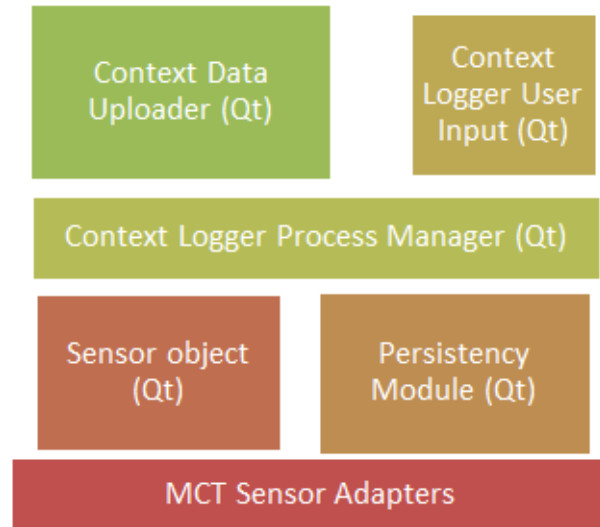 Context Data
Uploader (Qt)
Context
Logger User
Input (Qt)
Context Logger Process Manager (Qt)
Sensor object
(Qt)
Persistency
Module (Qt)
MCT Sensor Adapters